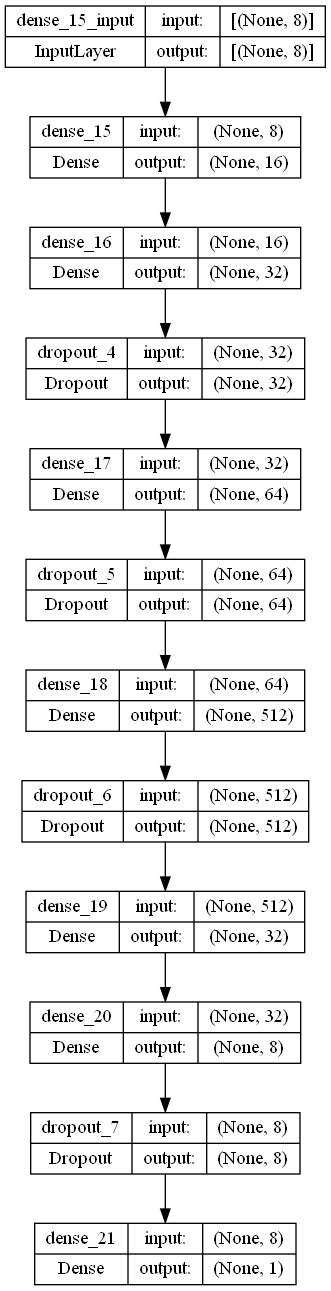 dense_15_input input: [(None, 8)]
InputLayer output: [(None, 8)]
dense_15 input: (None, 8)
Dense output: (None, 16)
dense_16 input: (None, 16)
Dense output: (None, 32)
dropout_4 input: (None, 32)
Dropout output: (None, 32)
dense_17 input: (None, 32)
Dense output: (None, 64)
dropout_5 input: (None, 64)
Dropout output: (None, 64)
dense_18 input: (None, 64)
Dense output: (None, 512)
dropout_6 input: (None, 512)
Dropout output: (None, 512)
dense_19 input: (None, 512)
Dense output: (None, 32)
dense_20 input: (None, 32)
Dense output: (None, 8)
dropout_7 input: (None, 8)
Dropout output: (None, 8)
dense_21 input: (None, 8)
Dense output: (None, 1)